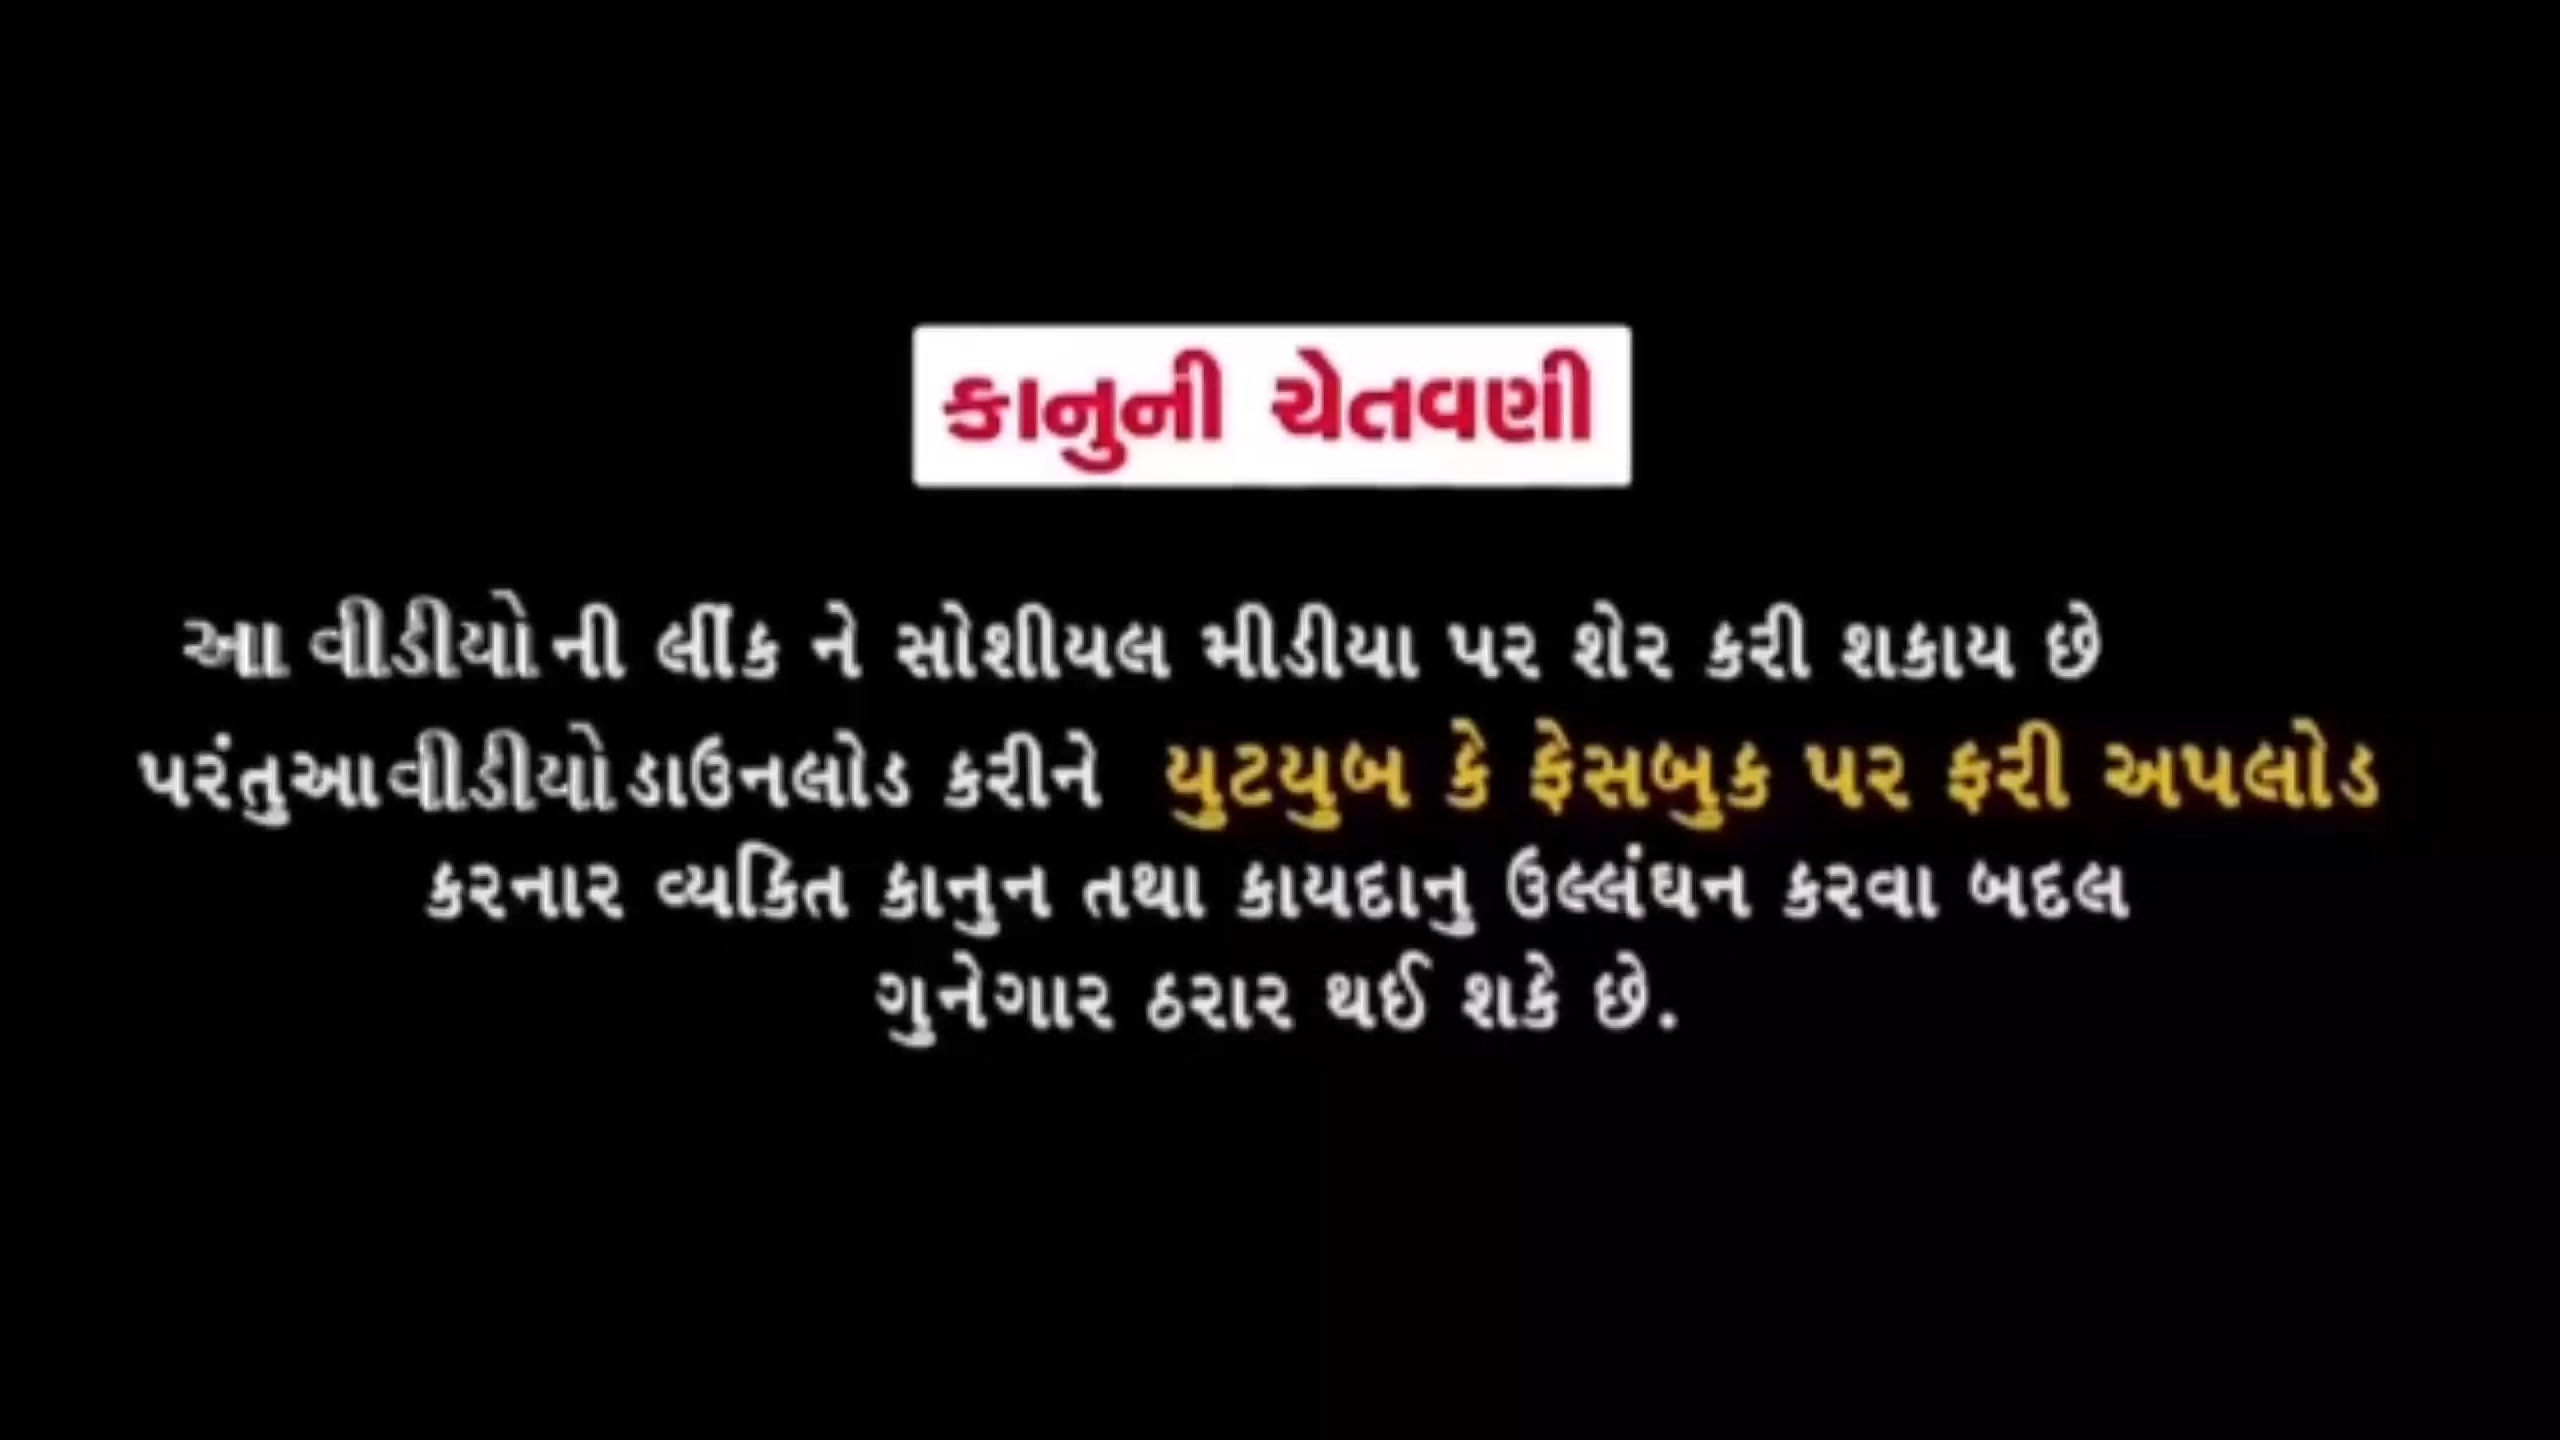 કાનુની ચેતવણી
આ વીડીયો ની લીંક ને સોશીયલ મીડીયા પર શેર કરી શકાય છે
પરંતુઆવીડીયો ડાઉનલોડ કરીને યુટયુબ કે ફેસબુક પર ફરી અપલોડ
કરનાર વ્યકિત કાનુન તથા કાયદાનુ ઉલ્લંઘન કરવા બદલ
ગુનેગાર ઠરાર થઈ શકે છે.